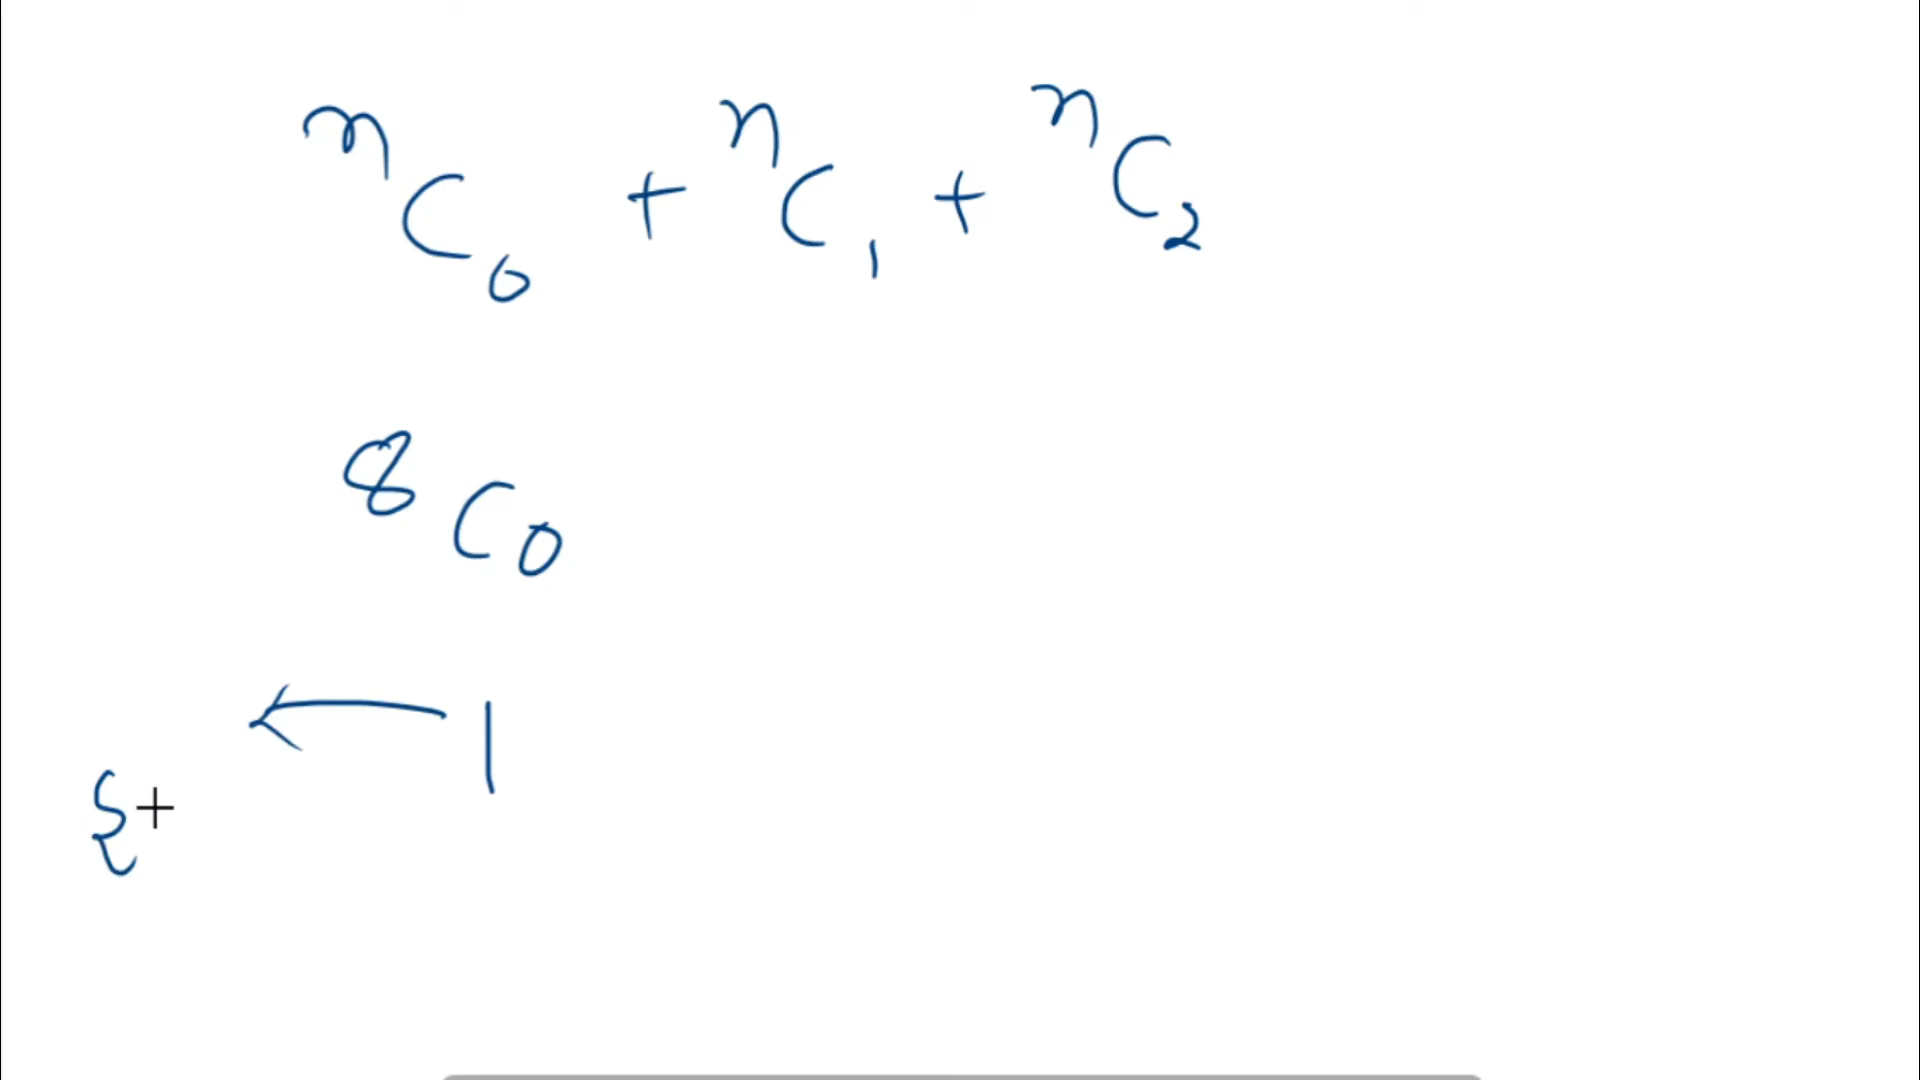 ⁿC₀ + ⁿC₁ + ⁿC₂
⁸C₀
← 1
{